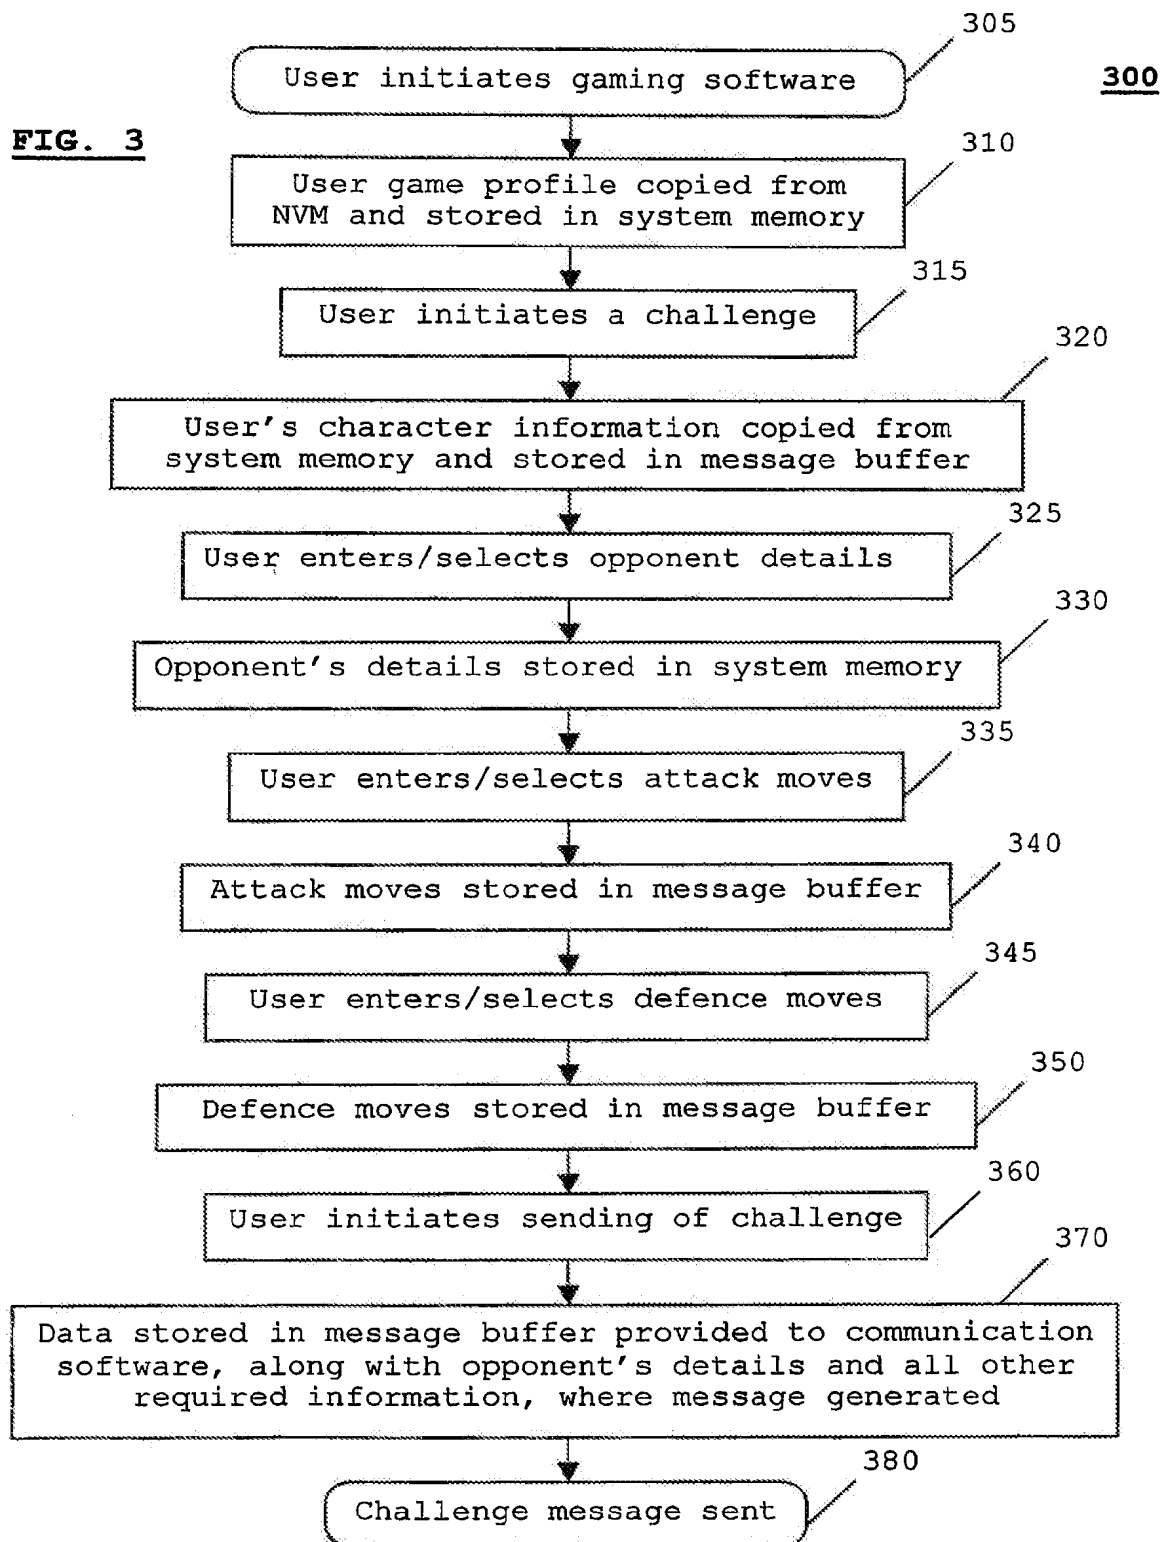 305
User initiates gaming software
300
FIG. 3
310
User game profile copied from
NVM and stored in system memory
315
User initiates a challenge
320
User's character information copied from
system memory and stored in message buffer
325
User enters/selects opponent details
330
Opponent's details stored in system memory
335
User enters/selects attack moves
340
Attack moves stored in message buffer
345
User enters/selects defence moves
350
Defence moves stored in message buffer
360
User initiates sending of challenge
370
Data stored in message buffer provided to communication
software, along with opponent's details and all other
required information, where message generated
380
Challenge message sent